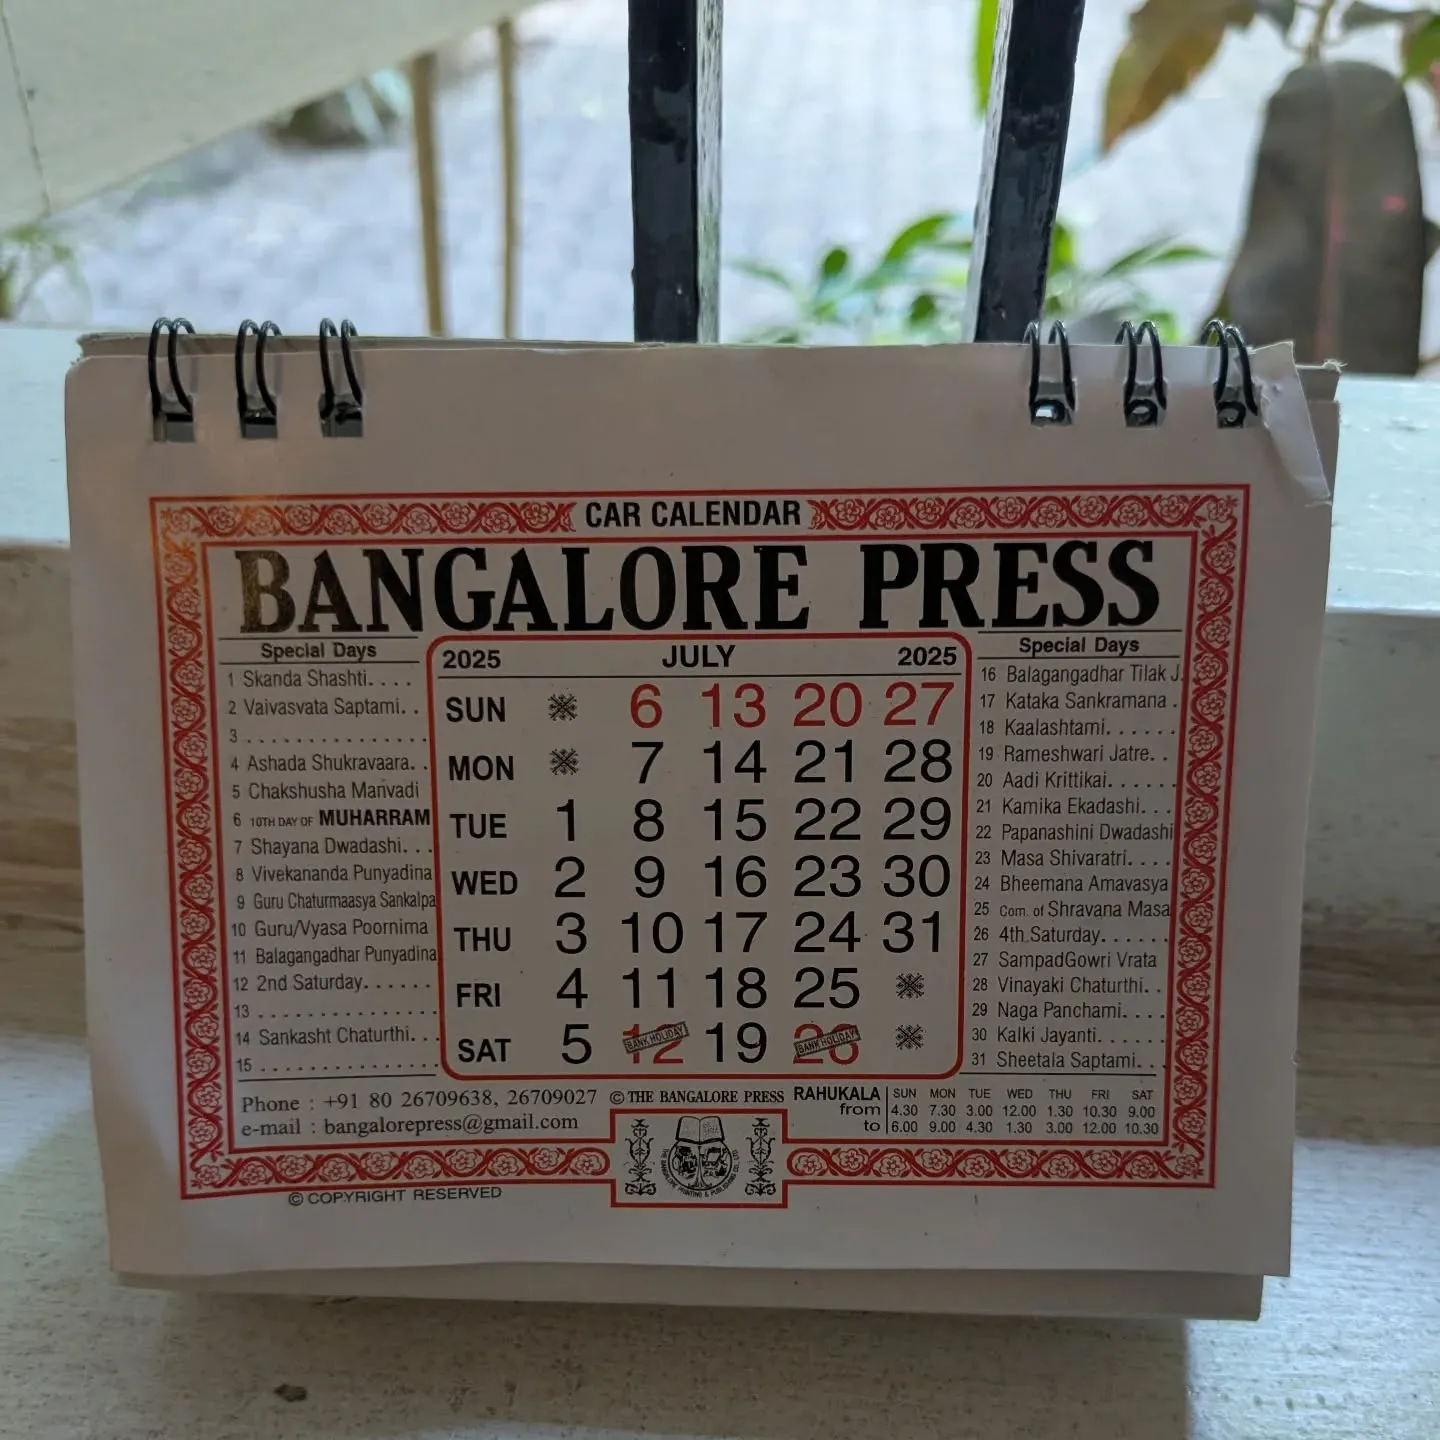 CAR CALENDAR
BANGALORE PRESS
Special Days
1 Skanda Shashti. . . .
2 Vaivasvata Saptami. .
3 . . . . . . . . . . . . . . . . .
4 Ashada Shukravaara. .
5 Chakshusha Manvadi
6 10TH DAY OF MUHARRAM
7 Shayana Dwadashi. . .
8 Vivekananda Punyadina
9 Guru Chaturmaasya Sankalpa
10 Guru/Vyasa Poornima
11 Balagangadhar Punyadina
12 2nd Saturday. . . . . .
13 . . . . . . . . . . . . . . . . .
14 Sankasht Chaturthi. . .
15 . . . . . . . . . . . . . . . . .
2025 JULY 2025
SUN 6 13 20 27
MON 7 14 21 28
TUE 1 8 15 22 29
WED 2 9 16 23 30
THU 3 10 17 24 31
FRI 4 11 18 25
SAT 5 12 19 26
BANK HOLIDAY BANK HOLIDAY
Special Days
16 Balagangadhar Tilak J.
17 Kataka Sankramana .
18 Kaalashtami. . . . . .
19 Rameshwari Jatre. .
20 Aadi Krittikai. . . . . .
21 Kamika Ekadashi. . .
22 Papanashini Dwadashi
23 Masa Shivaratri. . . .
24 Bheemana Amavasya
25 Com. of Shravana Masa
26 4th Saturday. . . . . .
27 SampadGowri Vrata
28 Vinayaki Chaturthi. .
29 Naga Panchami. . . .
30 Kalki Jayanti. . . . . .
31 Sheetala Saptami. . .
Phone : +91 80 26709638, 26709027
e-mail : bangalorepress@gmail.com
© THE BANGALORE PRESS
RAHUKALA SUN MON TUE WED THU FRI SAT
from 4.30 7.30 3.00 12.00 1.30 10.30 9.00
to 6.00 9.00 4.30 1.30 3.00 12.00 10.30
THE BANGALORE PRINTING & PUBLISHING CO., LTD.
© COPYRIGHT RESERVED